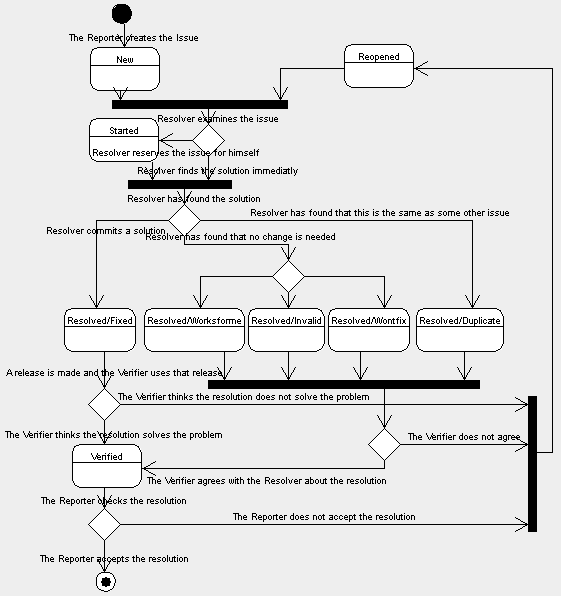 The Reporter creates the Issue
New
Reopened
Resolver examines the issue
Started
Resolver reserves the issue for himself
Resolver finds the solution immediatly
Resolver has found the solution
Resolver has found that this is the same as some other issue
Resolver commits a solution
Resolver has found that no change is needed
Resolved/Fixed
Resolved/Worksforme
Resolved/Invalid
Resolved/Wontfix
Resolved/Duplicate
A release is made and the Verifier uses that release
The Verifier thinks the resolution does not solve the problem
The Verifier thinks the resolution solves the problem
The Verifier does not agree
Verified
The Verifier agrees with the Resolver about the resolution
The Reporter checks the resolution
The Reporter does not accept the resolution
The Reporter accepts the resolution